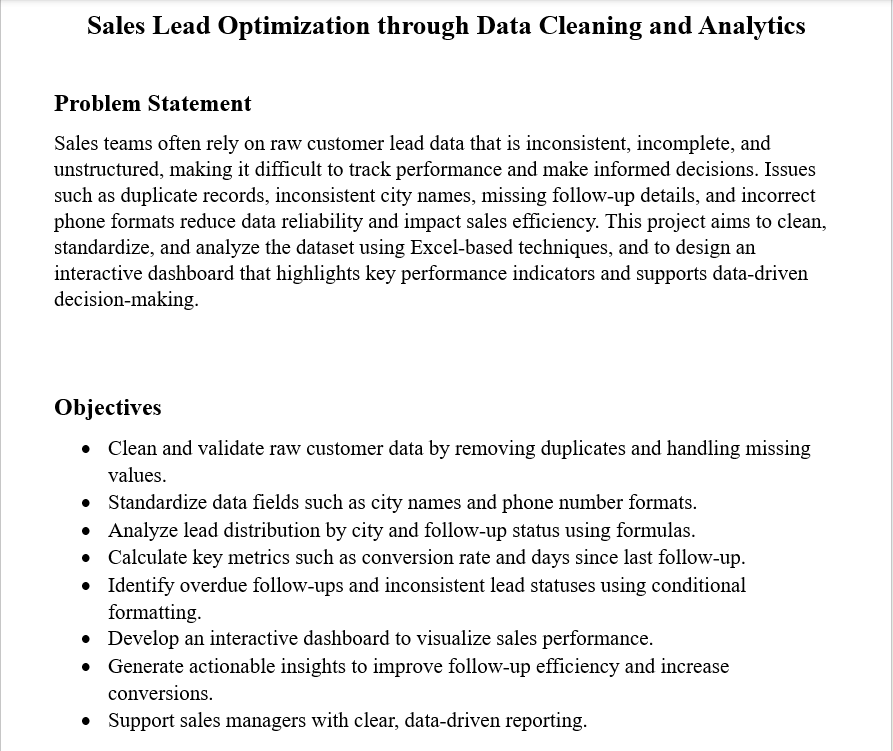 Sales Lead Optimization through Data Cleaning and Analytics
Problem Statement
Sales teams often rely on raw customer lead data that is inconsistent, incomplete, and
unstructured, making it difficult to track performance and make informed decisions. Issues
such as duplicate records, inconsistent city names, missing follow-up details, and incorrect
phone formats reduce data reliability and impact sales efficiency. This project aims to clean,
standardize, and analyze the dataset using Excel-based techniques, and to design an
interactive dashboard that highlights key performance indicators and supports data-driven
decision-making.
Objectives
• Clean and validate raw customer data by removing duplicates and handling missing
values.
• Standardize data fields such as city names and phone number formats.
• Analyze lead distribution by city and follow-up status using formulas.
• Calculate key metrics such as conversion rate and days since last follow-up.
• Identify overdue follow-ups and inconsistent lead statuses using conditional
formatting.
• Develop an interactive dashboard to visualize sales performance.
• Generate actionable insights to improve follow-up efficiency and increase
conversions.
• Support sales managers with clear, data-driven reporting.